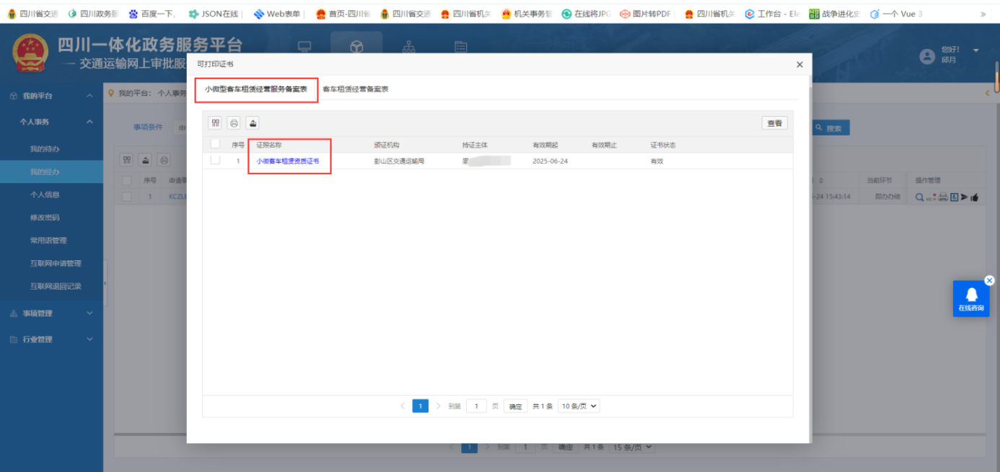 四川省交通
四川政务服
百度一下,
JSON在线
Web表单
首页-四川省
四川省交通
四川省机关
机关事务管
在线将JPG
图片转PDF
四川省机关
工作台 - Ele
战争进化史
一个 Vue 3
»
四川一体化政务服务平台
一 交通运输网上审批服
您好!
邱月
可打印证书
小微型客车租赁经营服务备案表
客车租赁经营备案表
查看
序号 证照名称 颁证机构 持证主体 有效期起 有效期止 证书状态
1 小微客车租赁资质证书 彭山区交通运输局 2025-06-24 有效
1 到第 1 页 确定 共 1 条 10 条/页
我的平台
个人事务
我的待办
我的经办
个人信息
修改密码
常用语管理
互联网申请管理
互联网退回记录
事项管理
行业管理
我的平台: 个人事务
事项条件
搜索
序号
当前环节 操作管理
1 KCZL
-24 15:43:14 即办办结
1 到第 1 页 确定 共 1 条 15 条/页
在线咨询